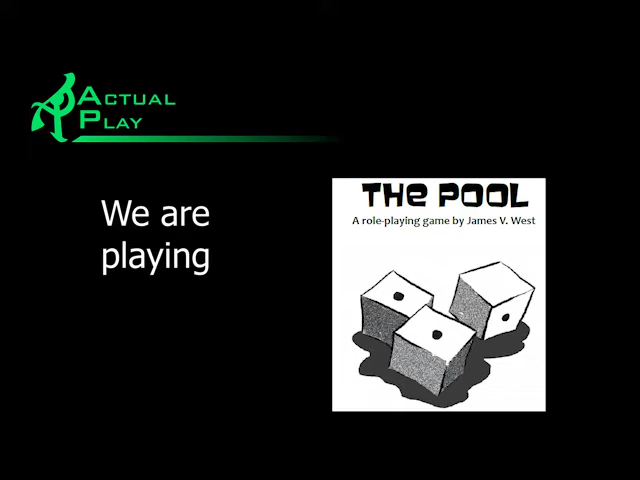 Actual
Play
We are
playing
THE POOL
A role-playing game by James V. West